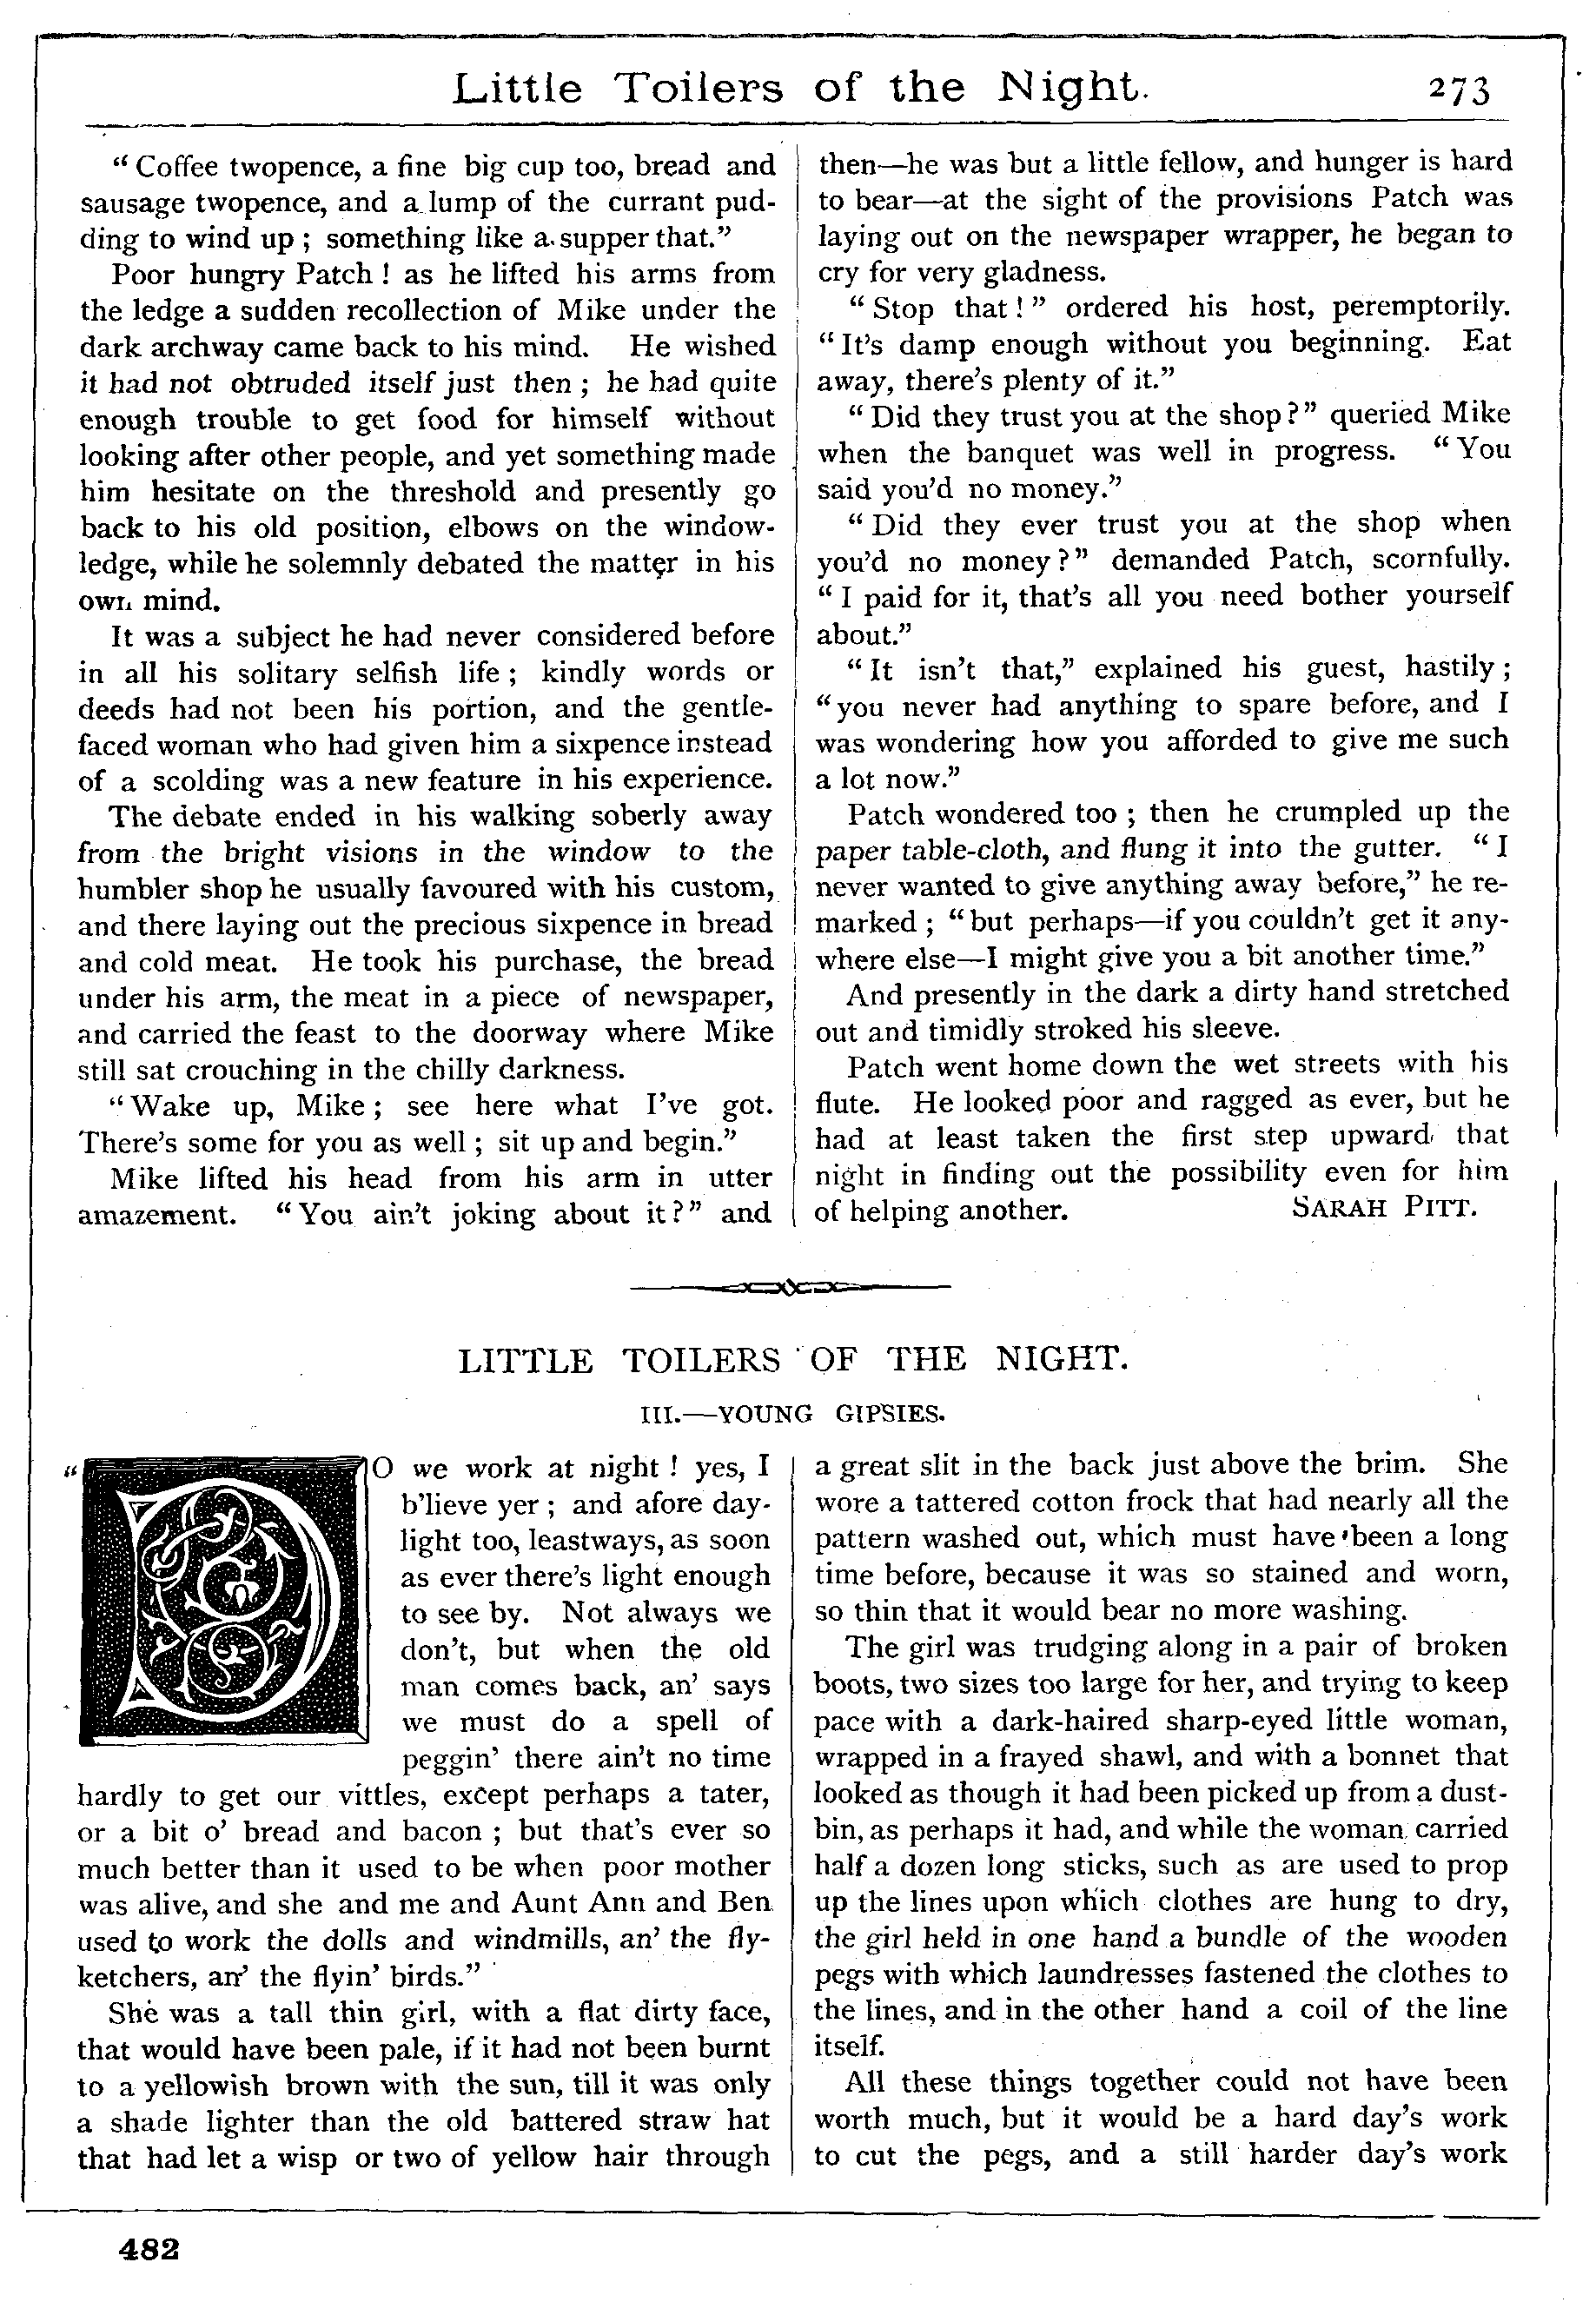 Little Toilers of the Night.
273
“Coffee twopence, a fine big cup too, bread and
sausage twopence, and a lump of the currant pud-
ding to wind up ; something like a supper that.”
Poor hungry Patch ! as he lifted his arms from
the ledge a sudden recollection of Mike under the
dark archway came back to his mind. He wished
it had not obtruded itself just then ; he had quite
enough trouble to get food for himself without
looking after other people, and yet something made
him hesitate on the threshold and presently go
back to his old position, elbows on the window-
ledge, while he solemnly debated the matter in his
own mind.
It was a subject he had never considered before
in all his solitary selfish life ; kindly words or
deeds had not been his portion, and the gentle-
faced woman who had given him a sixpence instead
of a scolding was a new feature in his experience.
The debate ended in his walking soberly away
from the bright visions in the window to the
humbler shop he usually favoured with his custom,
and there laying out the precious sixpence in bread
and cold meat. He took his purchase, the bread
under his arm, the meat in a piece of newspaper,
and carried the feast to the doorway where Mike
still sat crouching in the chilly darkness.
“Wake up, Mike ; see here what I’ve got.
There’s some for you as well ; sit up and begin.”
Mike lifted his head from his arm in utter
amazement. “You ain’t joking about it?” and
then—he was but a little fellow, and hunger is hard
to bear—at the sight of the provisions Patch was
laying out on the newspaper wrapper, he began to
cry for very gladness.
“Stop that !” ordered his host, peremptorily.
“It’s damp enough without you beginning. Eat
away, there’s plenty of it.”
“Did they trust you at the shop ?” queried Mike
when the banquet was well in progress. “You
said you’d no money.”
“Did they ever trust you at the shop when
you’d no money ?” demanded Patch, scornfully.
“I paid for it, that’s all you need bother yourself
about.”
“It isn’t that,” explained his guest, hastily ;
“you never had anything to spare before, and I
was wondering how you afforded to give me such
a lot now.”
Patch wondered too ; then he crumpled up the
paper table-cloth, and flung it into the gutter. “I
never wanted to give anything away before,” he re-
marked ; “but perhaps—if you couldn’t get it any-
where else—I might give you a bit another time.”
And presently in the dark a dirty hand stretched
out and timidly stroked his sleeve.
Patch went home down the wet streets with his
flute. He looked poor and ragged as ever, but he
had at least taken the first step upward that
night in finding out the possibility even for him
of helping another. SARAH PITT.
LITTLE TOILERS OF THE NIGHT.
III.—YOUNG GIPSIES.
“DO we work at night ! yes, I
b’lieve yer ; and afore day-
light too, leastways, as soon
as ever there’s light enough
to see by. Not always we
don’t, but when the old
man comes back, an’ says
we must do a spell of
peggin’ there ain’t no time
hardly to get our vittles, except perhaps a tater,
or a bit o’ bread and bacon ; but that’s ever so
much better than it used to be when poor mother
was alive, and she and me and Aunt Ann and Ben
used to work the dolls and windmills, an’ the fly-
ketchers, an’ the flyin’ birds.”
She was a tall thin girl, with a flat dirty face,
that would have been pale, if it had not been burnt
to a yellowish brown with the sun, till it was only
a shade lighter than the old battered straw hat
that had let a wisp or two of yellow hair through
a great slit in the back just above the brim. She
wore a tattered cotton frock that had nearly all the
pattern washed out, which must have been a long
time before, because it was so stained and worn,
so thin that it would bear no more washing.
The girl was trudging along in a pair of broken
boots, two sizes too large for her, and trying to keep
pace with a dark-haired sharp-eyed little woman,
wrapped in a frayed shawl, and with a bonnet that
looked as though it had been picked up from a dust-
bin, as perhaps it had, and while the woman carried
half a dozen long sticks, such as are used to prop
up the lines upon which clothes are hung to dry,
the girl held in one hand a bundle of the wooden
pegs with which laundresses fastened the clothes to
the lines, and in the other hand a coil of the line
itself.
All these things together could not have been
worth much, but it would be a hard day’s work
to cut the pegs, and a still harder day’s work
482